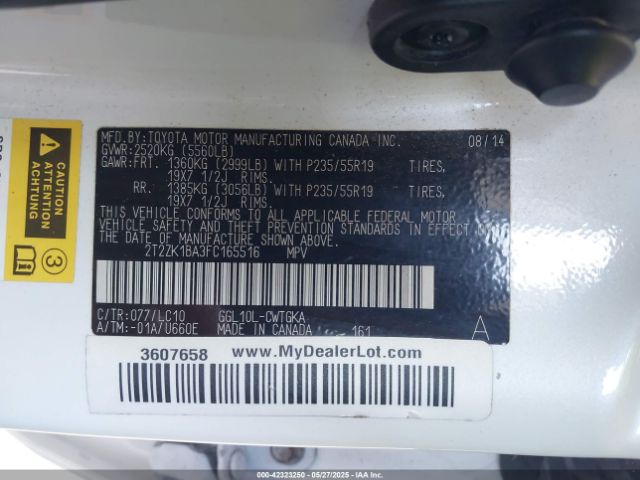 CAUTION
ACHTUNG
ATTENTION
3
MFD.BY:TOYOTA MOTOR MANUFACTURING CANADA INC. 08/14
GVWR:2520KG (5560LB)
GAWR:FRT. 1360KG (2999LB) WITH P235/55R19 TIRES,
19X7 1/2J RIMS.
RR. 1385KG (3056LB) WITH P235/55R19 TIRES,
19X7 1/2J RIMS.
THIS VEHICLE CONFORMS TO ALL APPLICABLE FEDERAL MOTOR
VEHICLE SAFETY AND THEFT PREVENTION STANDARDS IN EFFECT
ON THE DATE OF MANUFACTURE SHOWN ABOVE.
2T2ZK1BA3FC165516 MPV
C/TR:077/LC10 GGL10L-CWTGKA
A/TM:-01A/U660E MADE IN CANADA 161 A
3607658 www.MyDealerLot.com
00-42323250 - 05/27/2025 - IAA Inc.